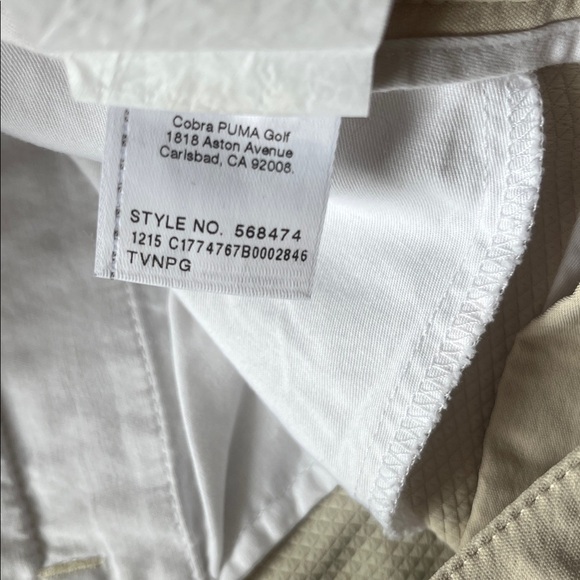 Cobra PUMA Golf
1818 Aston Avenue
Carlsbad, CA 92008.
STYLE NO. 568474
1215 C1774767B0002846
TVNPG